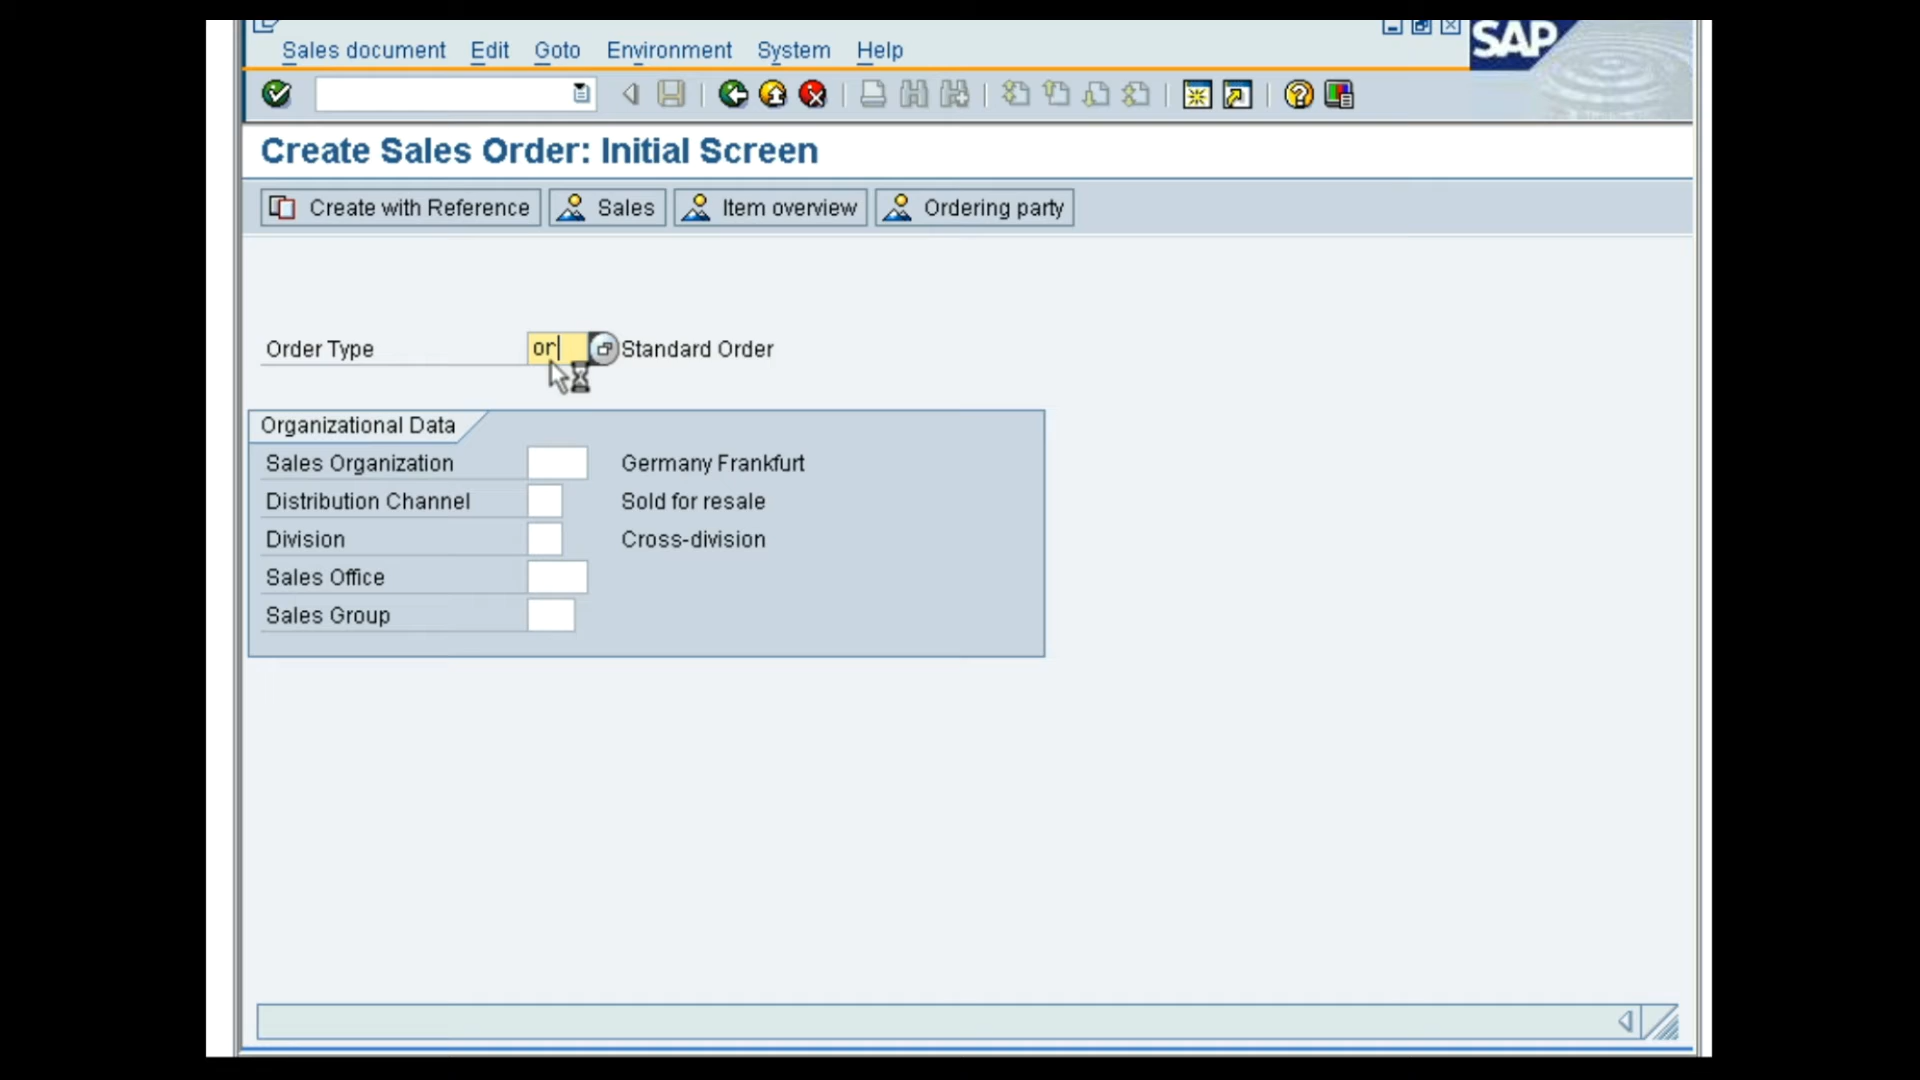 SAP
Sales document Edit Goto Environment System Help
Create Sales Order: Initial Screen
Create with Reference Sales Item overview Ordering party
Order Type or Standard Order
Organizational Data
Sales Organization Germany Frankfurt
Distribution Channel Sold for resale
Division Cross-division
Sales Office
Sales Group